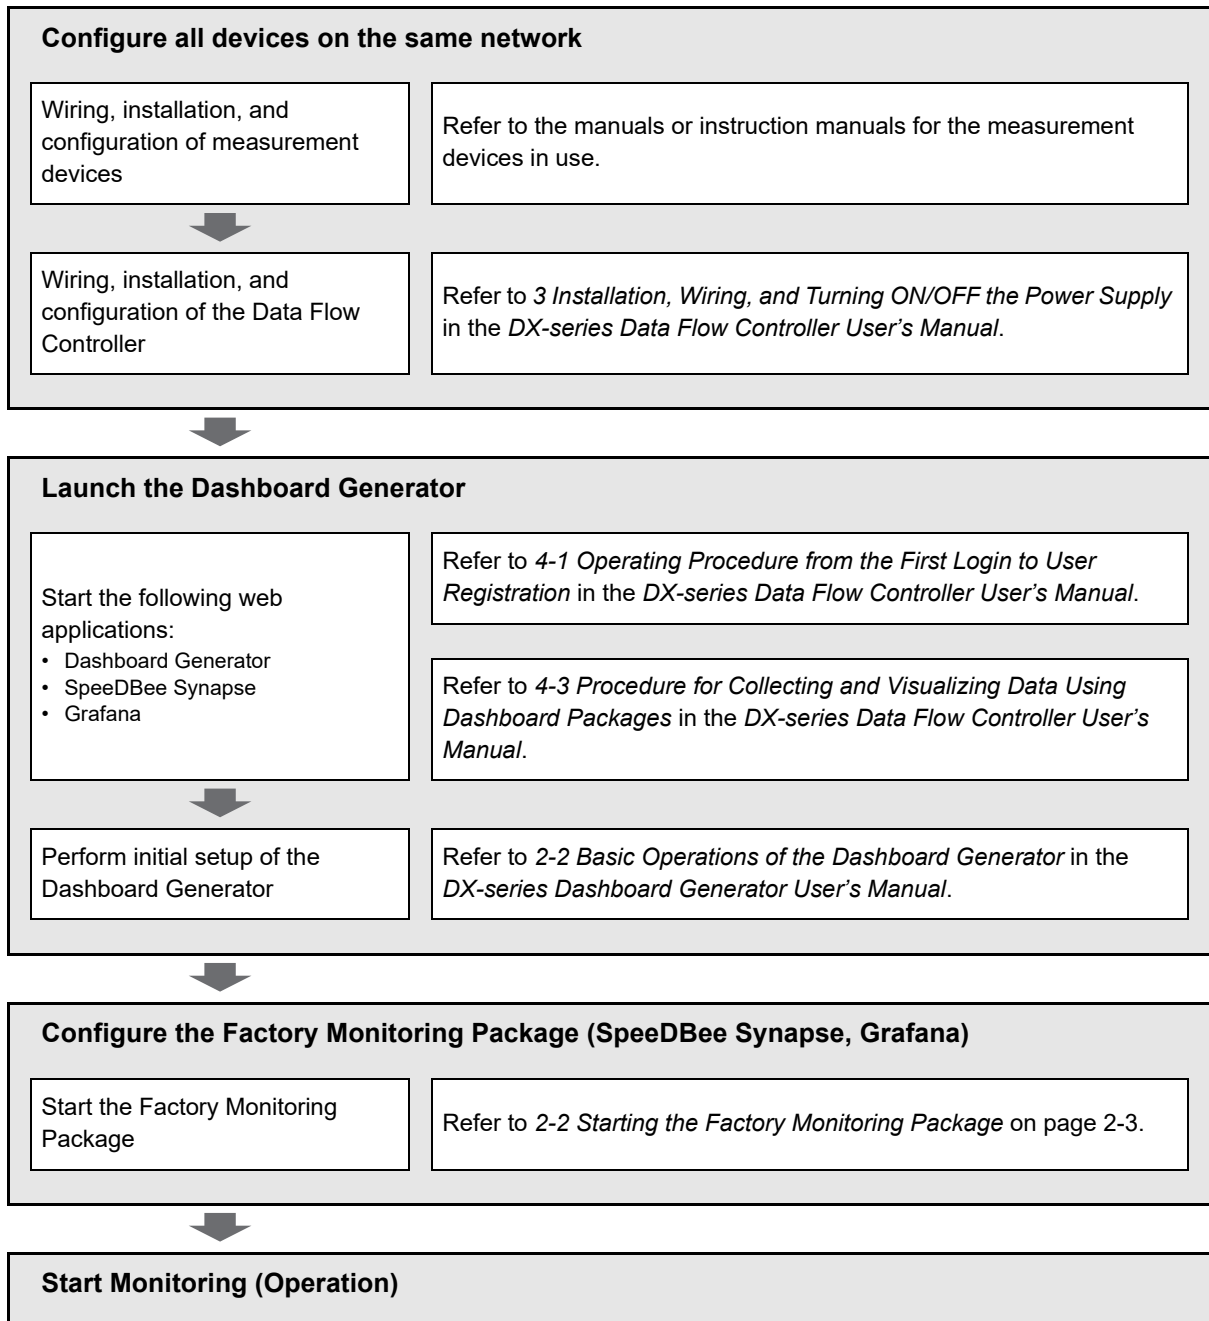 Configure all devices on the same network
Wiring, installation, and
configuration of measurement
devices
Refer to the manuals or instruction manuals for the measurement
devices in use.
Wiring, installation, and
configuration of the Data Flow
Controller
Refer to 3 Installation, Wiring, and Turning ON/OFF the Power Supply
in the DX-series Data Flow Controller User’s Manual.
Launch the Dashboard Generator
Start the following web
applications:
• Dashboard Generator
• SpeeDBee Synapse
• Grafana
Refer to 4-1 Operating Procedure from the First Login to User
Registration in the DX-series Data Flow Controller User’s Manual.
Refer to 4-3 Procedure for Collecting and Visualizing Data Using
Dashboard Packages in the DX-series Data Flow Controller User’s
Manual.
Perform initial setup of the
Dashboard Generator
Refer to 2-2 Basic Operations of the Dashboard Generator in the
DX-series Dashboard Generator User’s Manual.
Configure the Factory Monitoring Package (SpeeDBee Synapse, Grafana)
Start the Factory Monitoring
Package
Refer to 2-2 Starting the Factory Monitoring Package on page 2-3.
Start Monitoring (Operation)